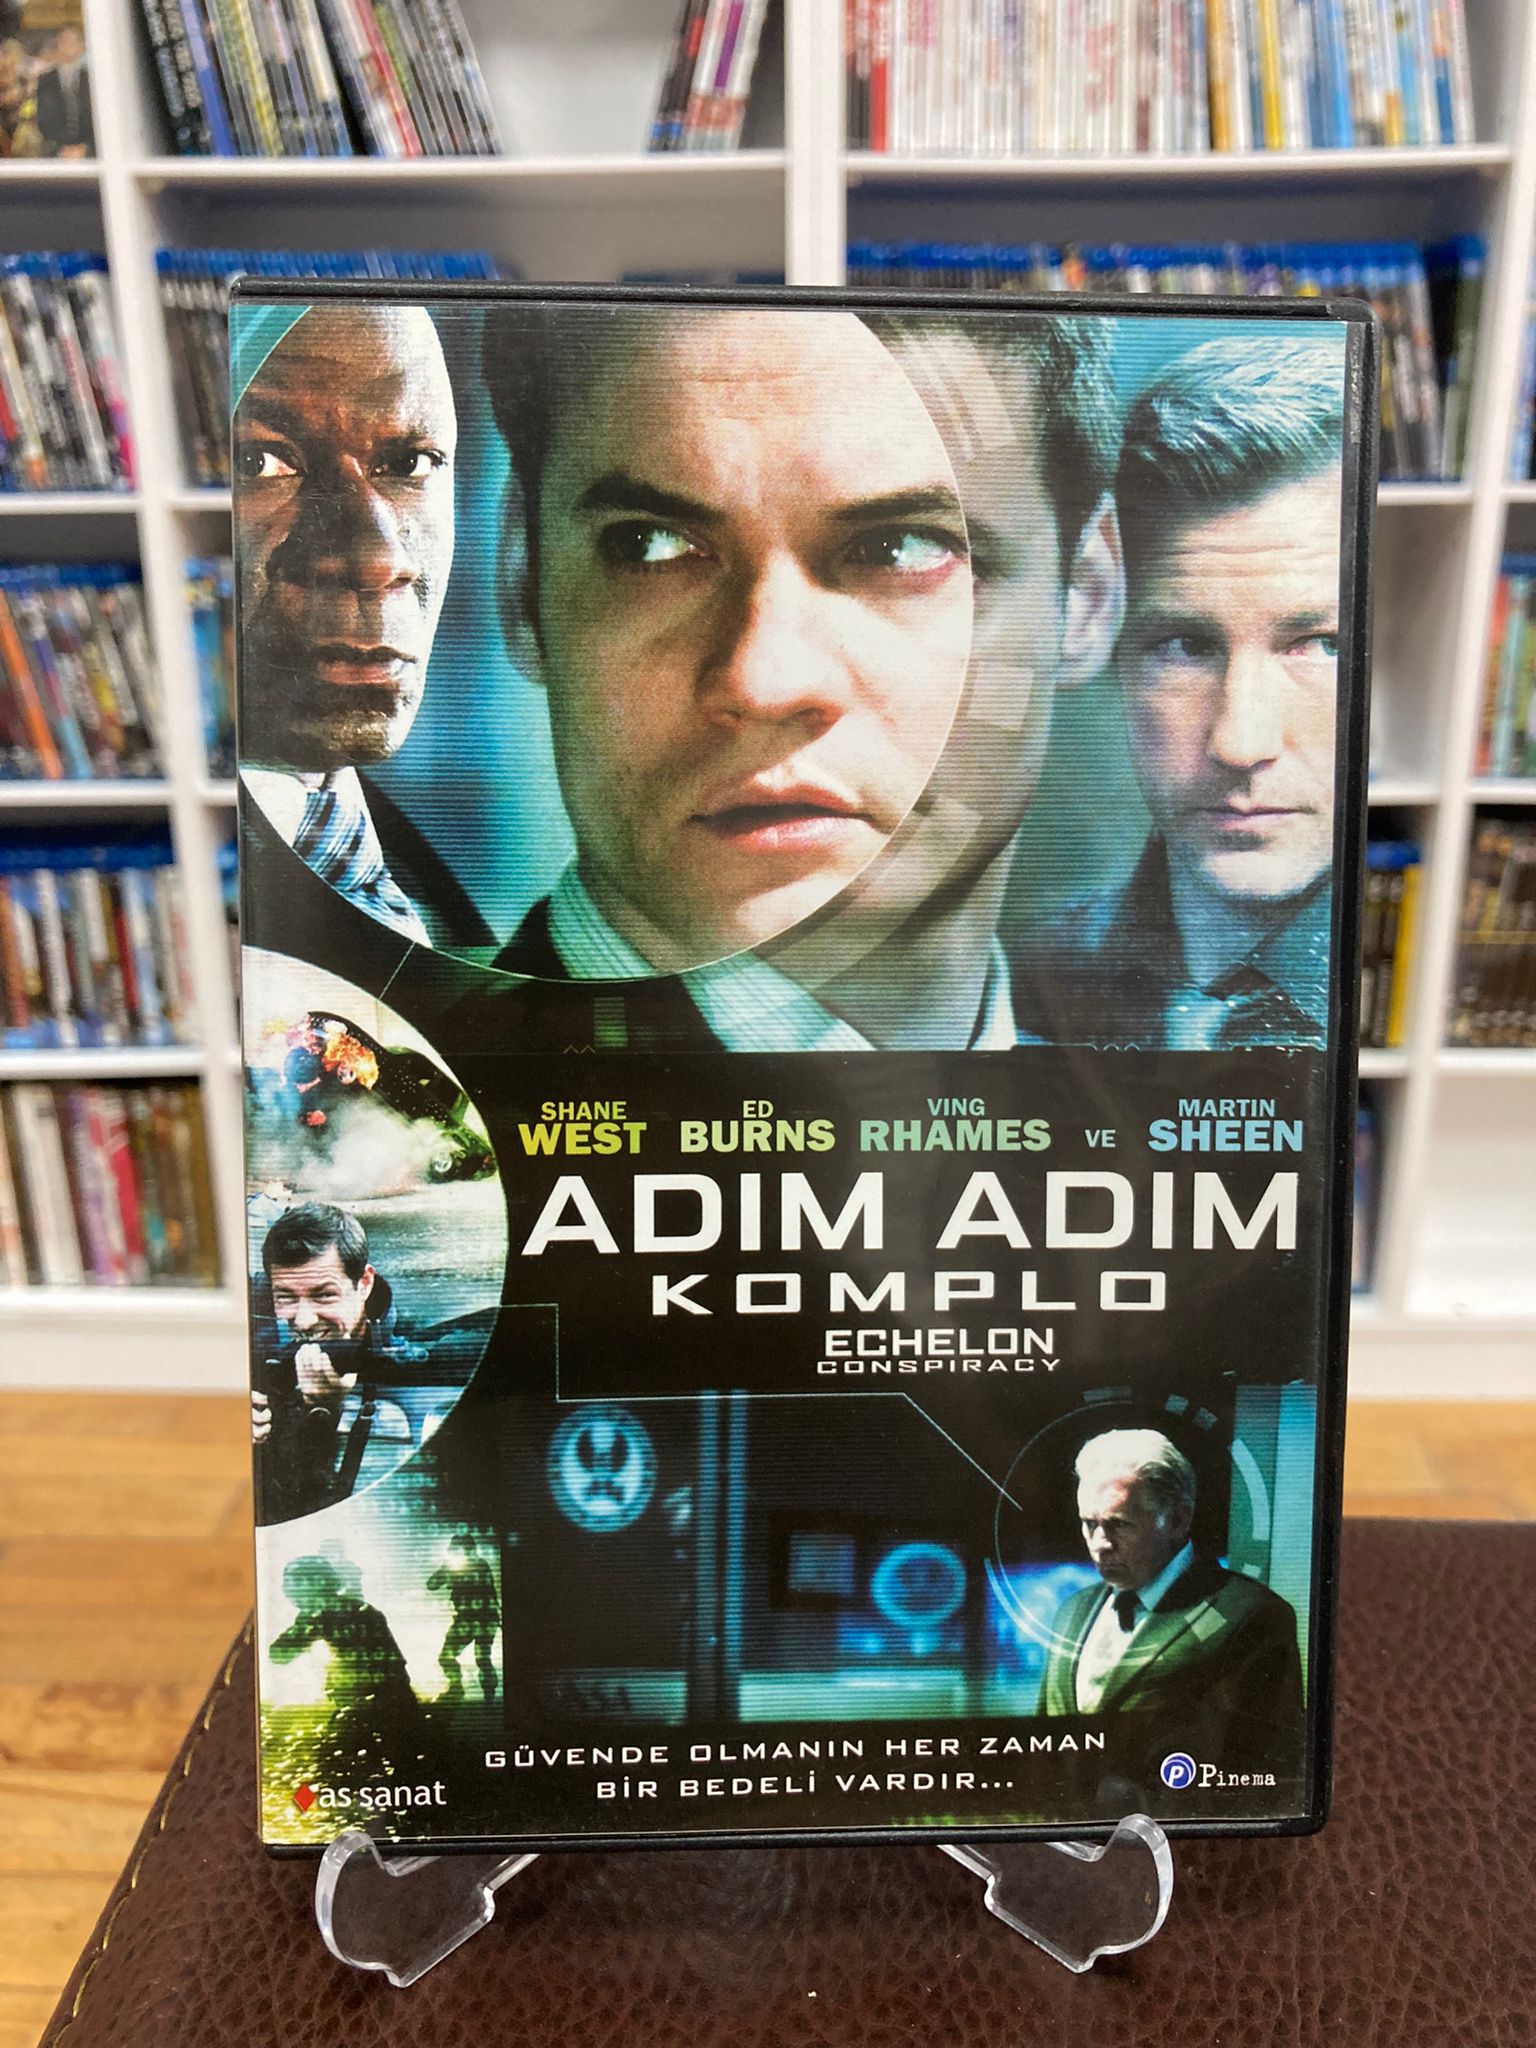 SHANE WEST
ED BURNS
VING RHAMES
VE
MARTIN SHEEN
ADIM ADIM
KOMPLO
ECHELON
CONSPIRACY
GÜVENDE OLMANIN HER ZAMAN
BİR BEDELİ VARDIR...
as sanat
P Pinema